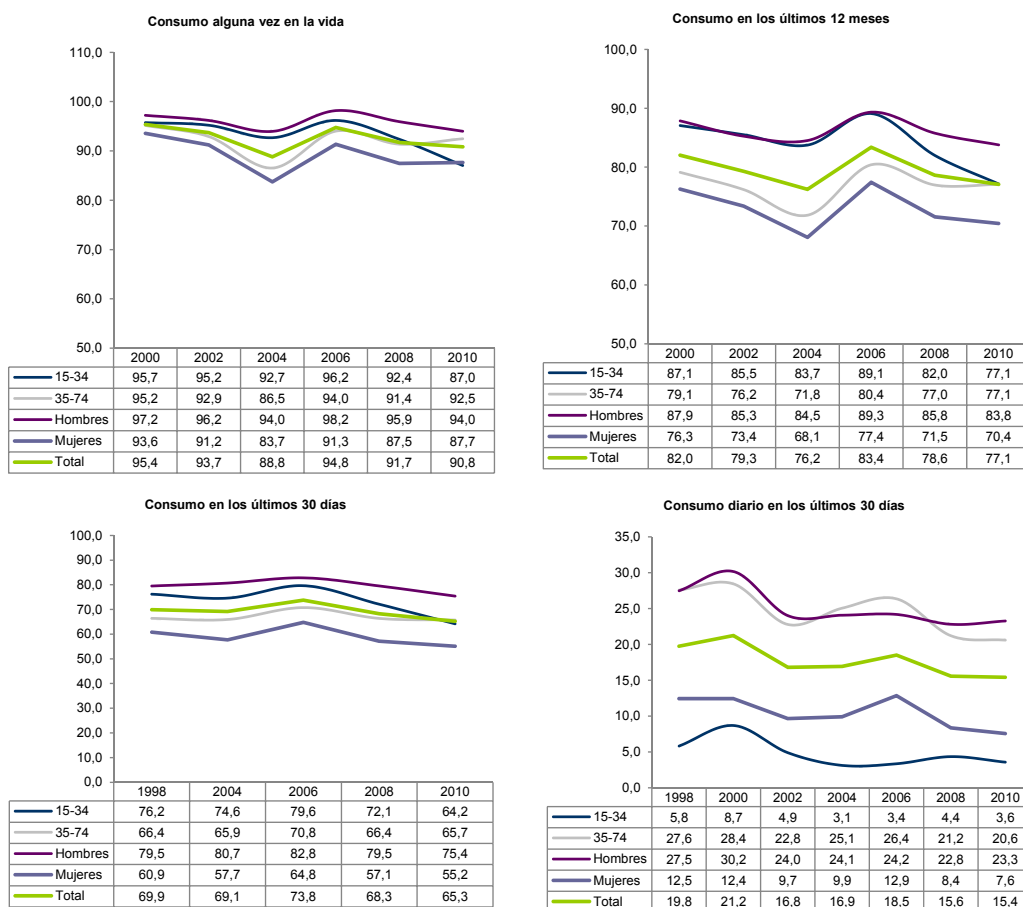 Consumo alguna vez en la vida
110,0
100,0
90,0
80,0
70,0
60,0
50,0
2000 2002 2004 2006 2008 2010
15-34 95,7 95,2 92,7 96,2 92,4 87,0
35-74 95,2 92,9 86,5 94,0 91,4 92,5
Hombres 97,2 96,2 94,0 98,2 95,9 94,0
Mujeres 93,6 91,2 83,7 91,3 87,5 87,7
Total 95,4 93,7 88,8 94,8 91,7 90,8
Consumo en los últimos 12 meses
100,0
90,0
80,0
70,0
60,0
50,0
2000 2002 2004 2006 2008 2010
15-34 87,1 85,5 83,7 89,1 82,0 77,1
35-74 79,1 76,2 71,8 80,4 77,0 77,1
Hombres 87,9 85,3 84,5 89,3 85,8 83,8
Mujeres 76,3 73,4 68,1 77,4 71,5 70,4
Total 82,0 79,3 76,2 83,4 78,6 77,1
Consumo en los últimos 30 días
100,0
90,0
80,0
70,0
60,0
50,0
40,0
30,0
20,0
10,0
0,0
1998 2004 2006 2008 2010
15-34 76,2 74,6 79,6 72,1 64,2
35-74 66,4 65,9 70,8 66,4 65,7
Hombres 79,5 80,7 82,8 79,5 75,4
Mujeres 60,9 57,7 64,8 57,1 55,2
Total 69,9 69,1 73,8 68,3 65,3
Consumo diario en los últimos 30 días
35,0
30,0
25,0
20,0
15,0
10,0
5,0
0,0
1998 2000 2002 2004 2006 2008 2010
15-34 5,8 8,7 4,9 3,1 3,4 4,4 3,6
35-74 27,6 28,4 22,8 25,1 26,4 21,2 20,6
Hombres 27,5 30,2 24,0 24,1 24,2 22,8 23,3
Mujeres 12,5 12,4 9,7 9,9 12,9 8,4 7,6
Total 19,8 21,2 16,8 16,9 18,5 15,6 15,4